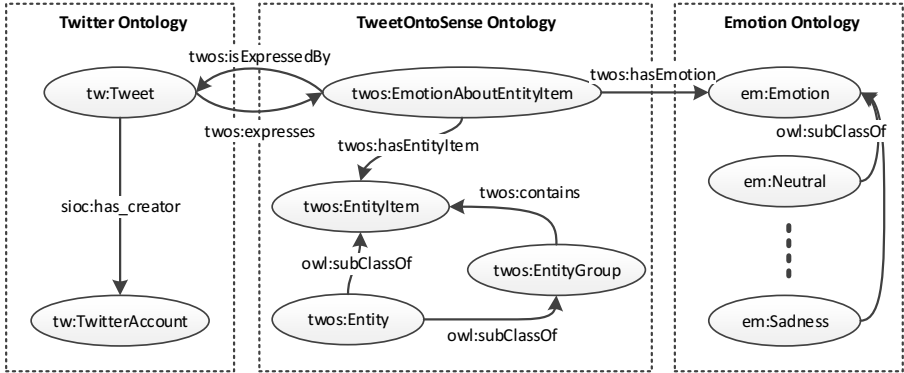 Twitter Ontology
TweetOntoSense Ontology
Emotion Ontology
twos:isExpressedBy
twos:hasEmotion
tw:Tweet
twos:EmotionAboutEntityItem
em:Emotion
twos:expresses
owl:subClassOf
twos:hasEntityItem
em:Neutral
twos:contains
sioc:has_creator
twos:EntityItem
owl:subClassOf
twos:EntityGroup
tw:TwitterAccount
twos:Entity
em:Sadness
owl:subClassOf